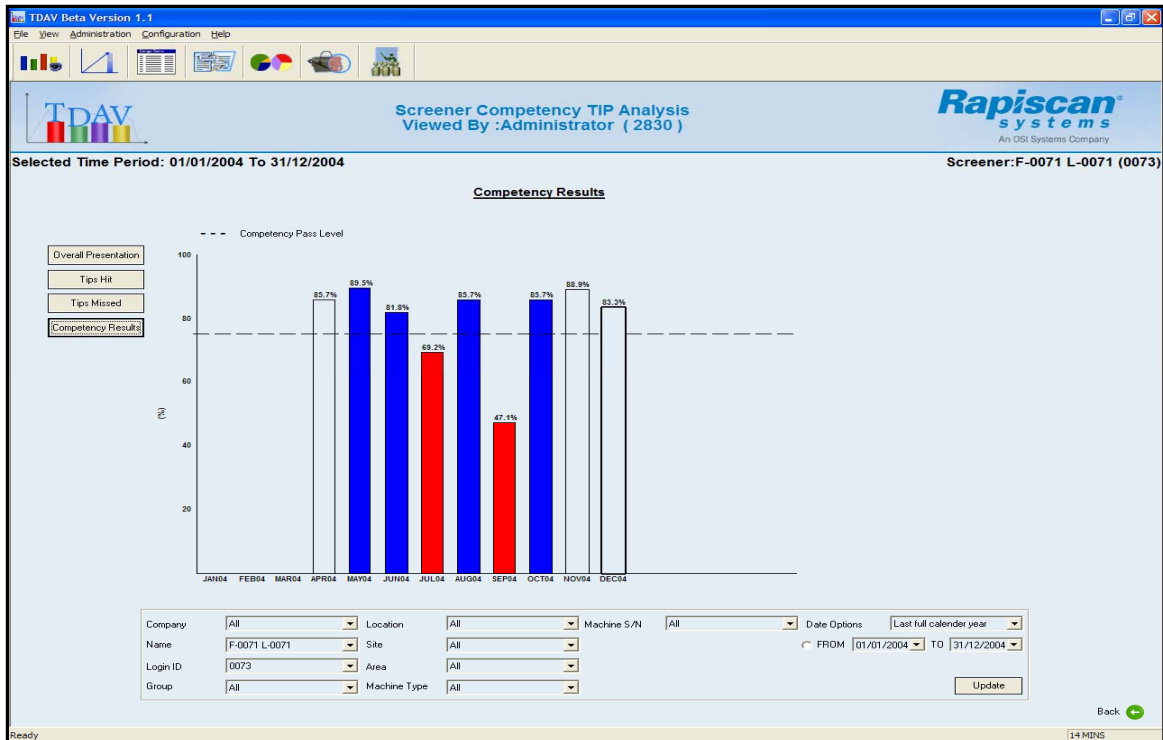 TDAV Beta Version 1.1
File View Administration Configuration Help
TDAV
Screener Competency TIP Analysis
Viewed By :Administrator ( 2830 )
Rapiscan
systems
An OSI Systems Company
Selected Time Period: 01/01/2004 To 31/12/2004
Screener:F-0071 L-0071 (0073)
Competency Results
Competency Pass Level
Overall Presentation
Tips Hit
Tips Missed
Competency Results
100
80
60
40
20
(%)
85.7%
89.5%
81.8%
69.2%
85.7%
47.1%
85.7%
88.9%
83.3%
JAN04 FEB04 MAR04 APR04 MAY04 JUN04 JUL04 AUG04 SEP04 OCT04 NOV04 DEC04
Company All Location All Machine S/N All Date Options Last full calender year
Name F-0071 L-0071 Site All FROM 01/01/2004 TO 31/12/2004
Login ID 0073 Area All
Group All Machine Type All Update
Back
Ready 14 MINS